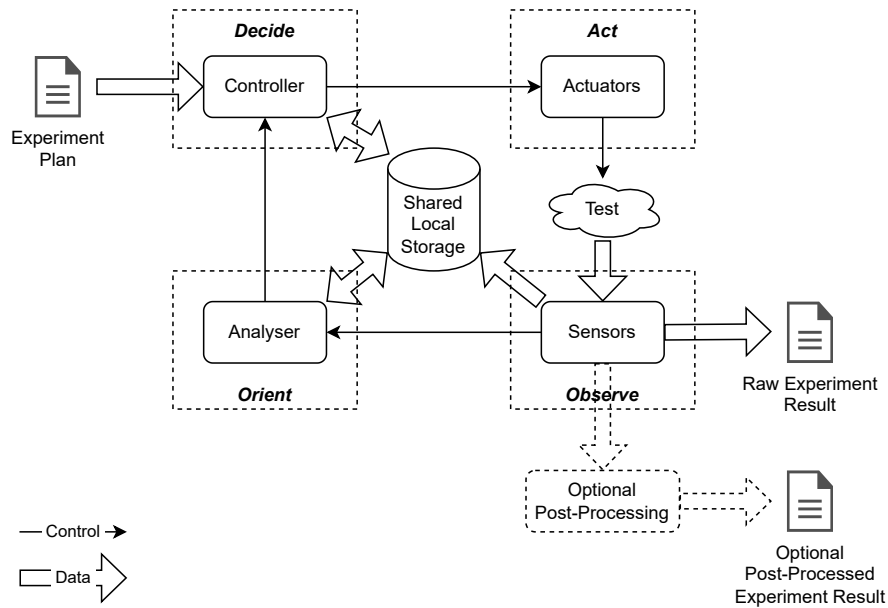 Decide
Act
Controller
Actuators
Experiment
Plan
Shared
Local
Storage
Test
Analyser
Sensors
Orient
Observe
Raw Experiment
Result
Optional
Post-Processing
Control
Data
Optional
Post-Processed
Experiment Result